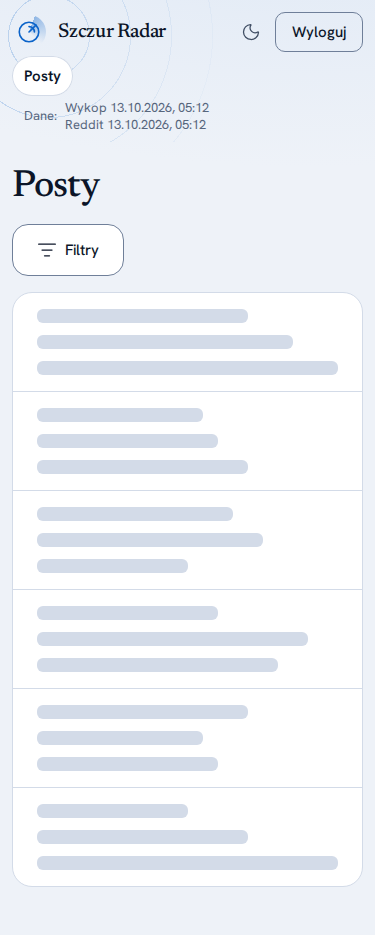 Szczur Radar
Wyloguj
Posty
Dane:
Wykop 13.10.2026, 05:12
Reddit 13.10.2026, 05:12
Posty
Filtry